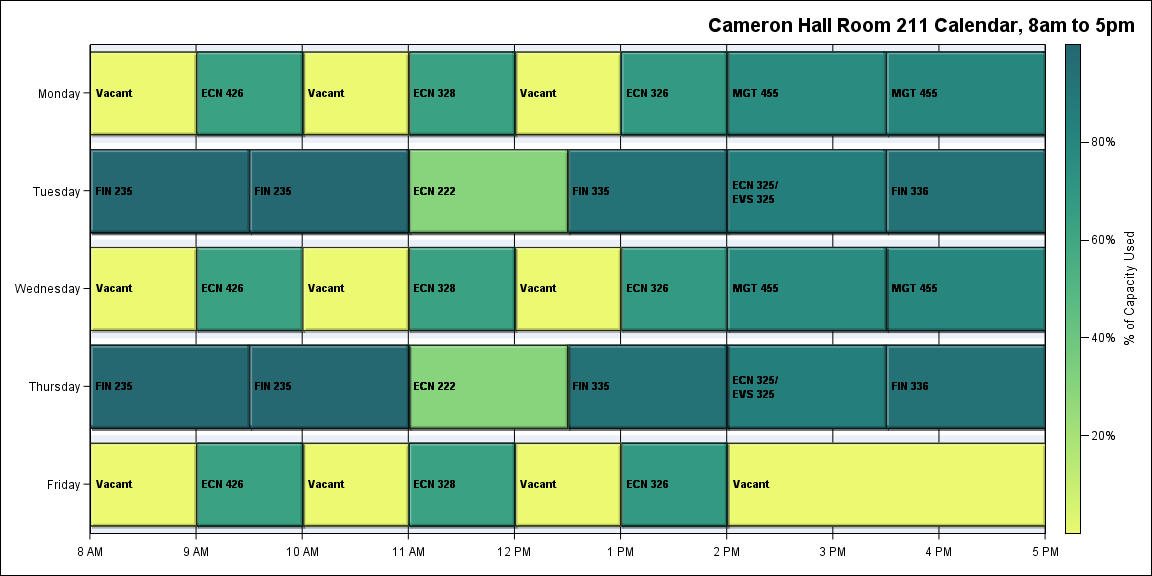 Cameron Hall Room 211 Calendar, 8am to 5pm
Monday
Vacant
ECN 426
Vacant
ECN 328
Vacant
ECN 326
MGT 455
MGT 455
Tuesday
FIN 235
FIN 235
ECN 222
FIN 335
ECN 325/
EVS 325
FIN 336
Wednesday
Vacant
ECN 426
Vacant
ECN 328
Vacant
ECN 326
MGT 455
MGT 455
Thursday
FIN 235
FIN 235
ECN 222
FIN 335
ECN 325/
EVS 325
FIN 336
Friday
Vacant
ECN 426
Vacant
ECN 328
Vacant
ECN 326
Vacant
8 AM
9 AM
10 AM
11 AM
12 PM
1 PM
2 PM
3 PM
4 PM
5 PM
80%
60%
40%
20%
% of Capacity Used